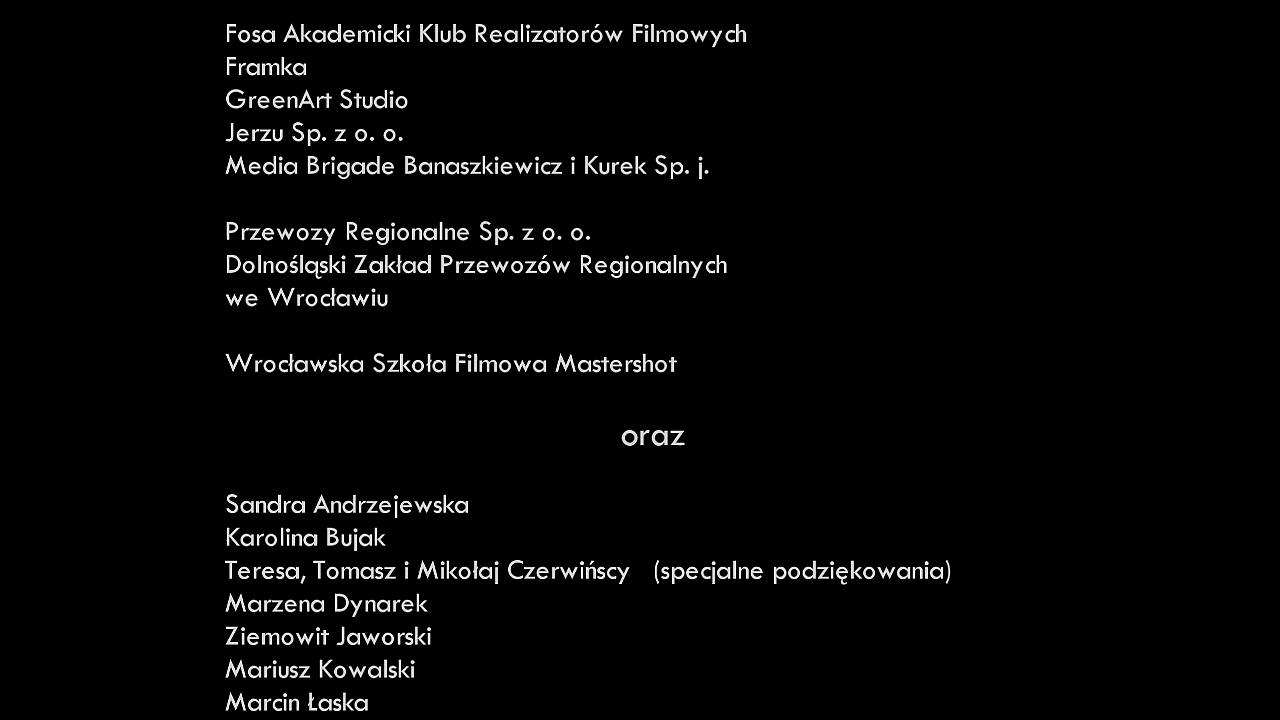 Fosa Akademicki Klub Realizatorów Filmowych
Framka
GreenArt Studio
Jerzu Sp. z o. o.
Media Brigade Banaszkiewicz i Kurek Sp. j.
Przewozy Regionalne Sp. z o. o.
Dolnośląski Zakład Przewozów Regionalnych
we Wrocławiu
Wrocławska Szkoła Filmowa Mastershot
oraz
Sandra Andrzejewska
Karolina Bujak
Teresa, Tomasz i Mikołaj Czerwińscy (specjalne podziękowania)
Marzena Dynarek
Ziemowit Jaworski
Mariusz Kowalski
Marcin Łaska